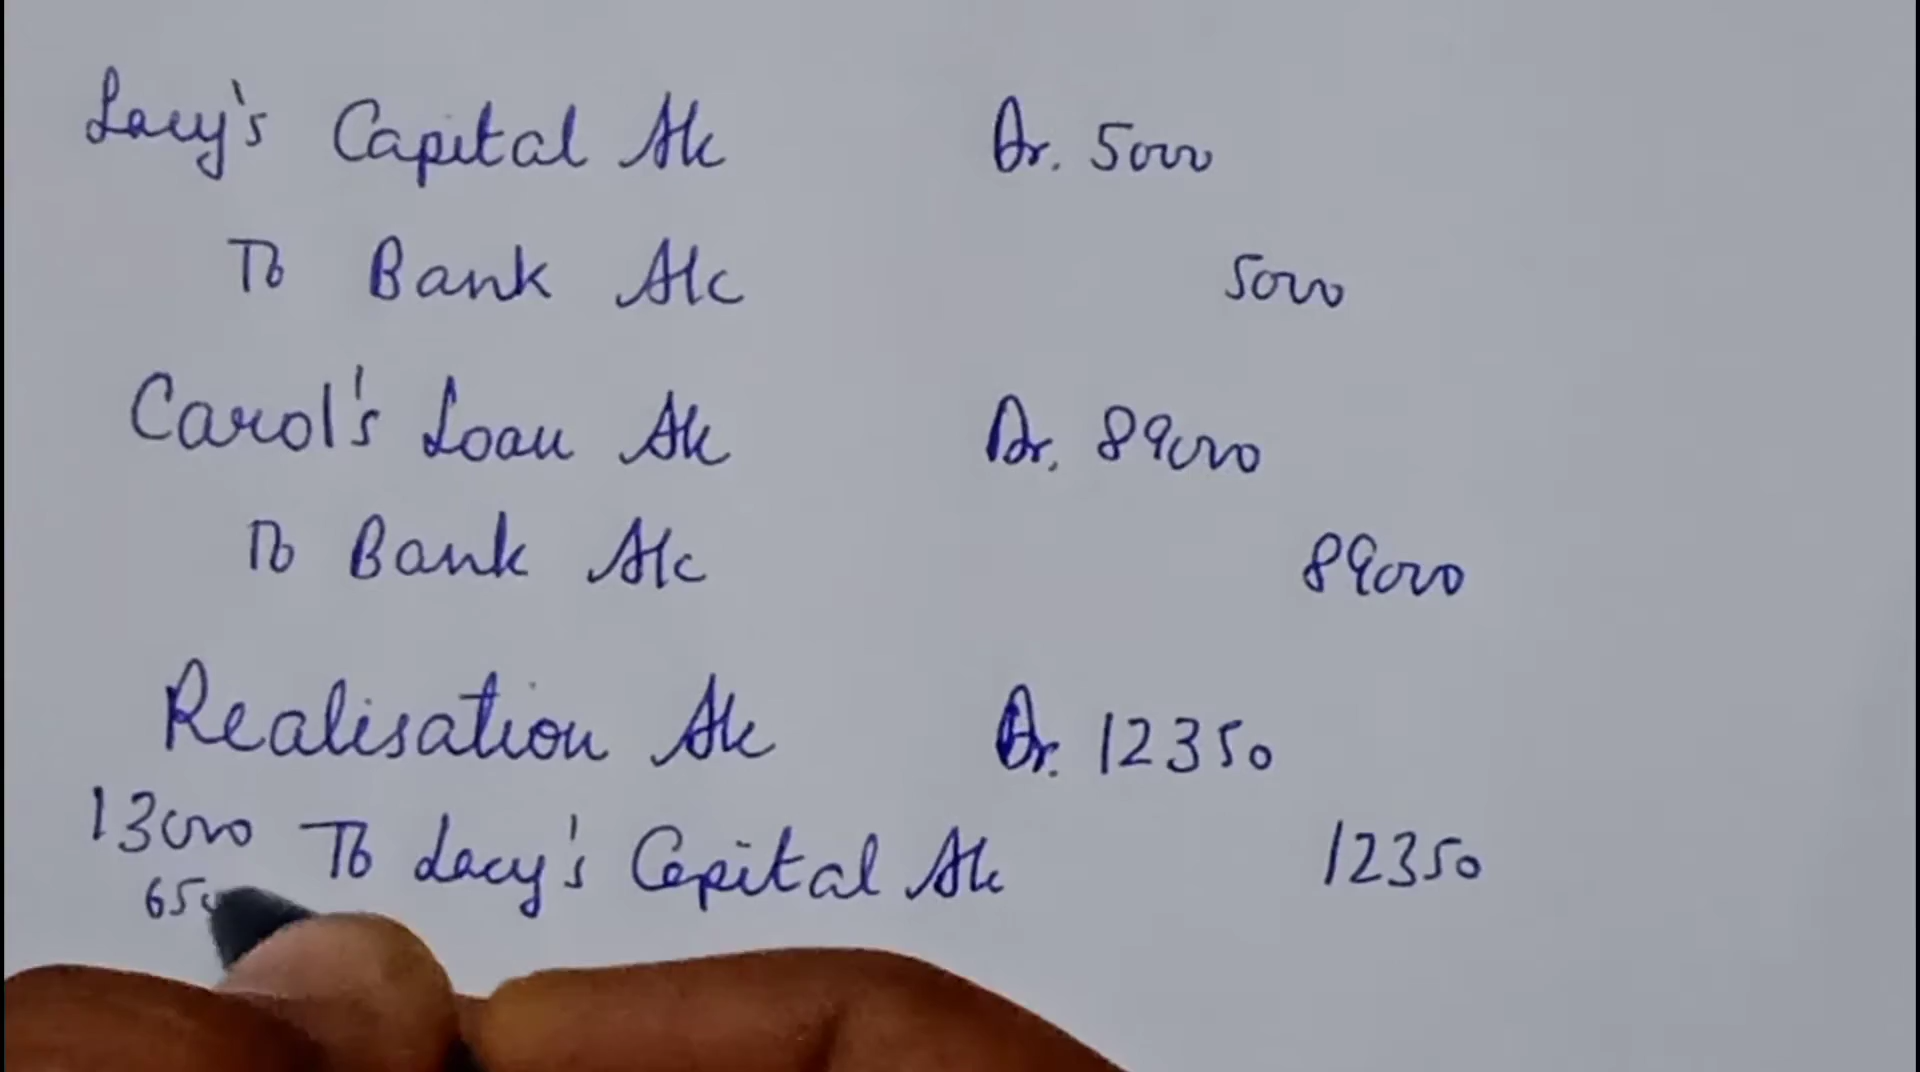 Lacy's Capital A/c Dr. 5000
To Bank A/c 5000
Carol's Loan A/c Dr. 89000
To Bank A/c 89000
Realisation A/c Dr. 12350
13000 To Lacy's Capital A/c 12350